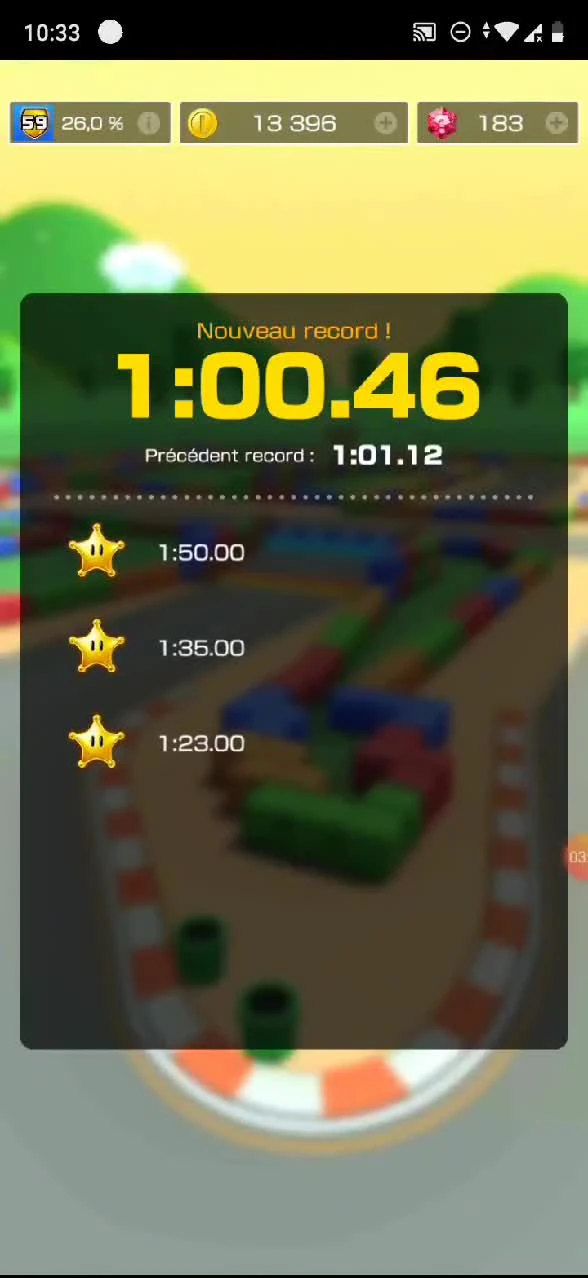 10:33
59 26,0 % i 13 396 + 183 +
Nouveau record !
1:00.46
Précédent record : 1:01.12
1:50.00
1:35.00
1:23.00
03